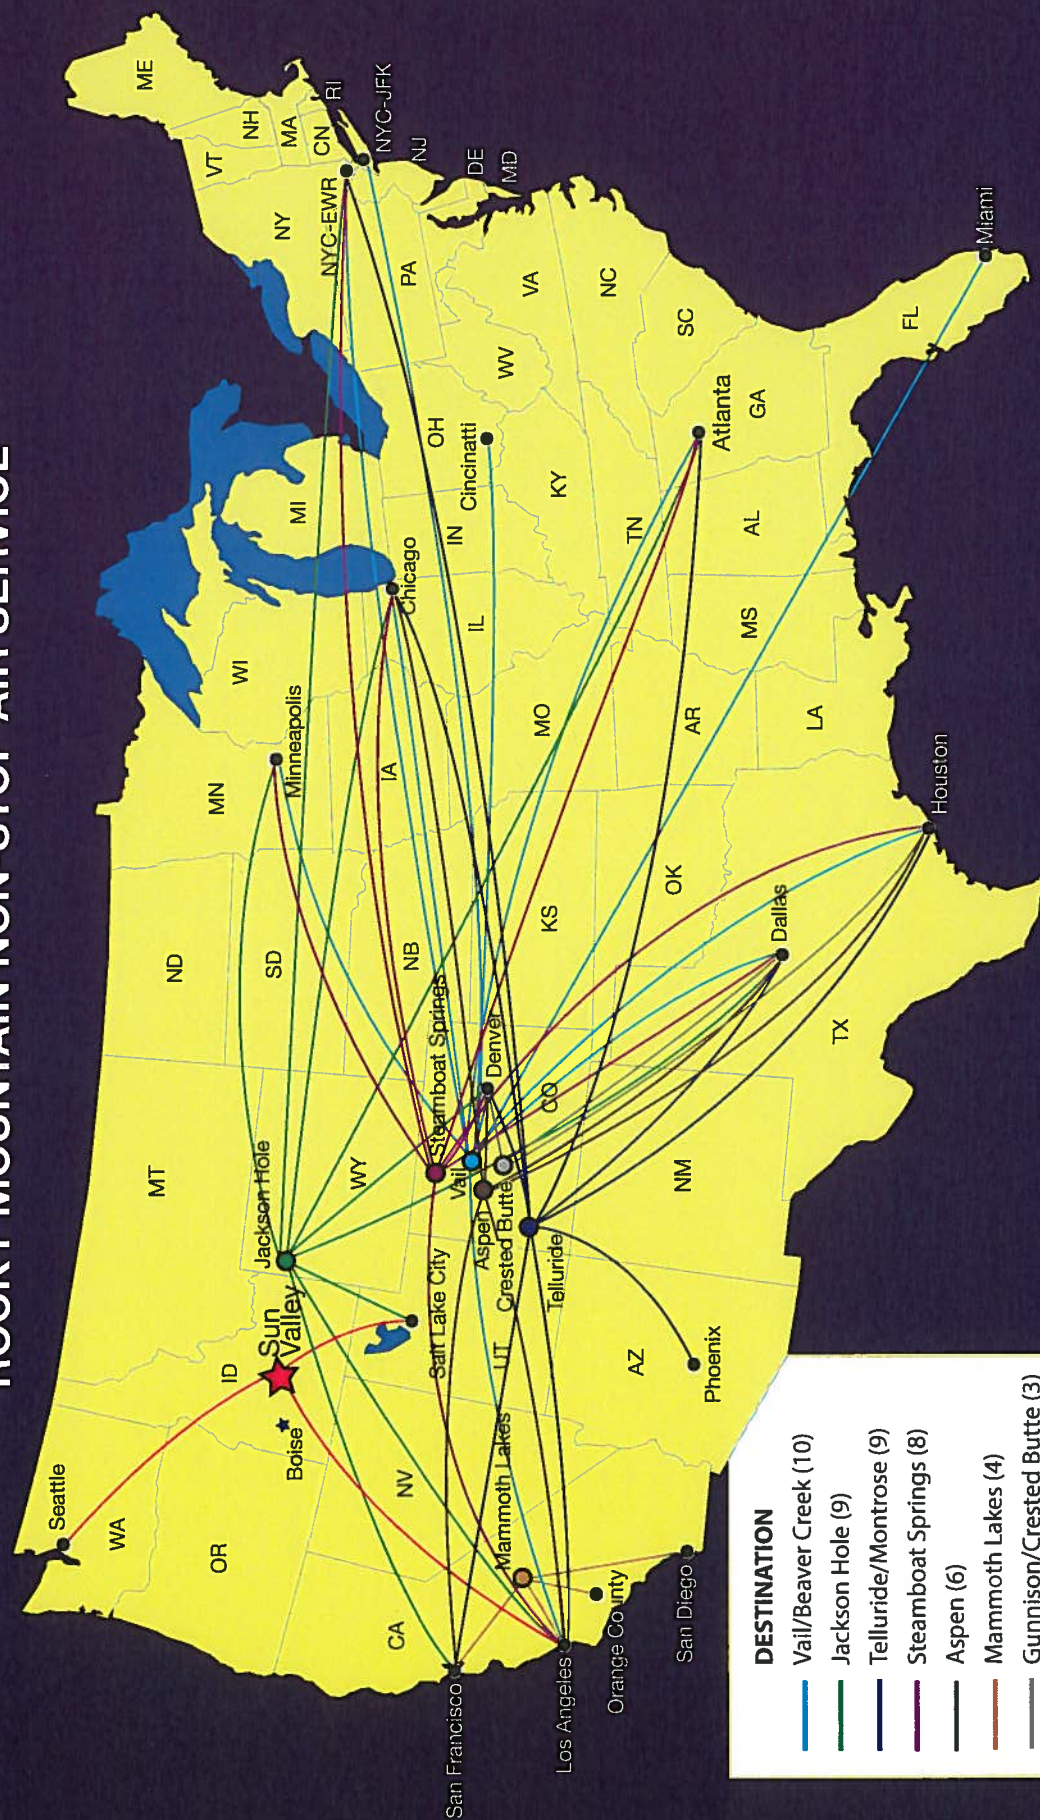 ROCKY MOUNTAIN NON-STOP AIR SERVICE
Seattle
WA
OR
CA
NV
ID
Boise
Sun
Valley
MT
Jackson Hole
WY
ND
SD
NB
MN
Minneapolis
WI
IA
MI
Chicago
IL
IN
OH
Cincinatti
KY
WV
VA
PA
NY
NYC-EWR
NYC-JFK
VT
NH
MA
CN
RI
ME
NJ
DE
MD
NC
SC
TN
GA
Atlanta
AL
MS
FL
Miami
LA
AR
MO
KS
OK
TX
Dallas
Houston
CO
NM
AZ
UT
Salt Lake City
Steamboat Springs
Vail
Denver
Aspen
Crested Butte
Telluride
Phoenix
Mammoth Lakes
San Francisco
Los Angeles
Orange County
San Diego
DESTINATION
Vail/Beaver Creek (10)
Jackson Hole (9)
Telluride/Montrose (9)
Steamboat Springs (8)
Aspen (6)
Mammoth Lakes (4)
Gunnison/Crested Butte (3)